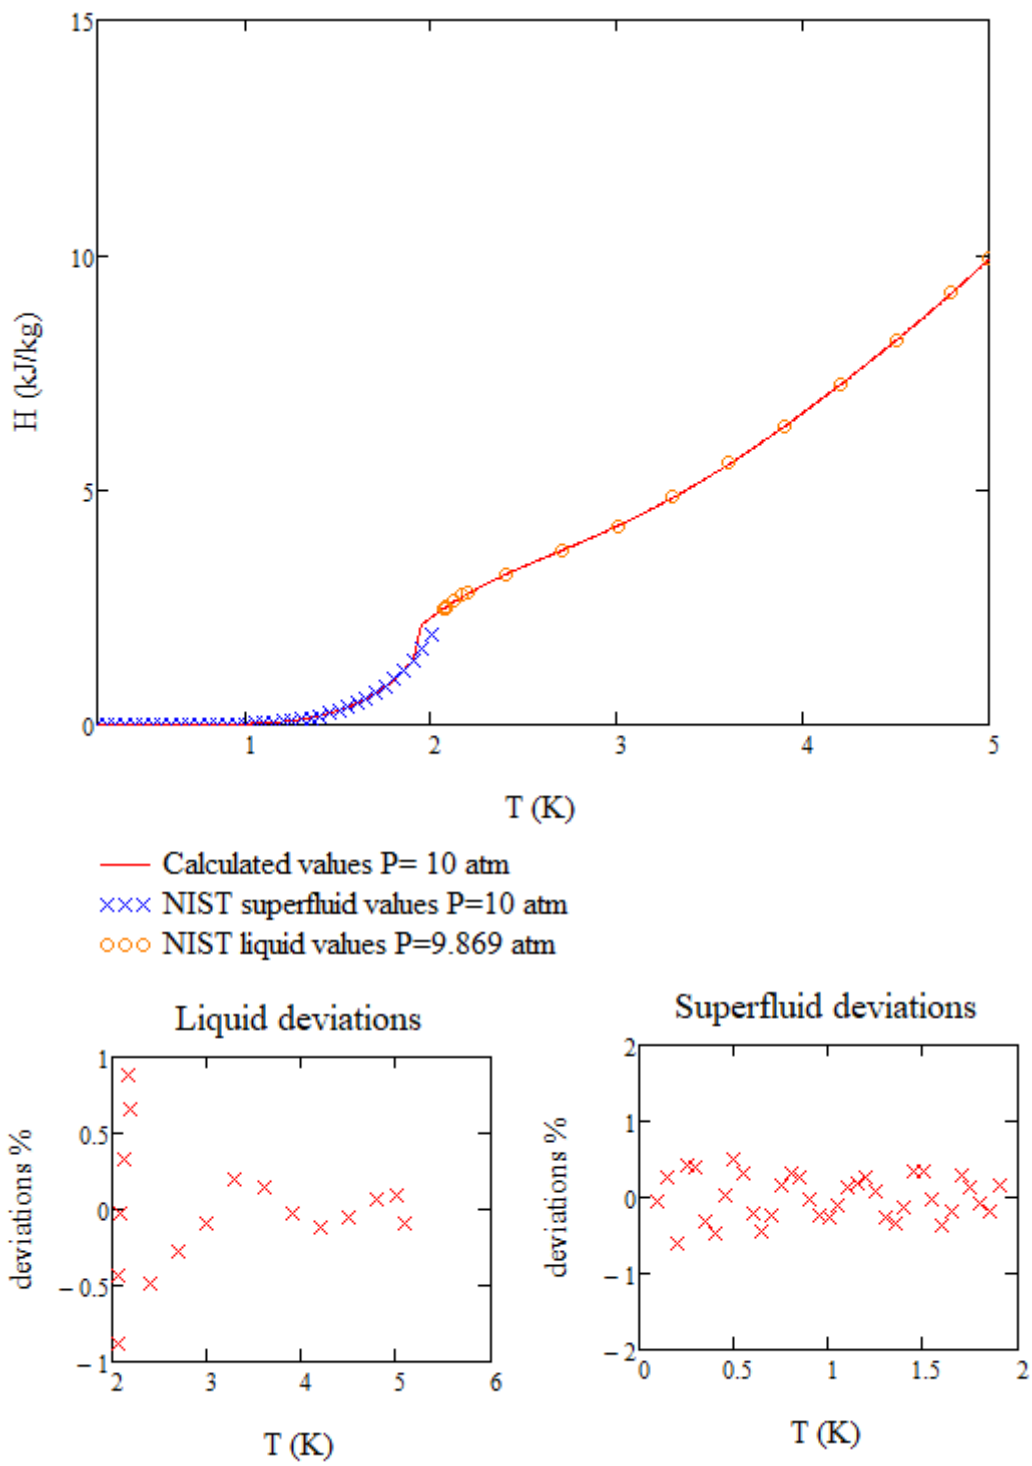 15
10
5
0
H (kJ/kg)
1
2
3
4
5
T (K)
Calculated values P= 10 atm
NIST superfluid values P=10 atm
NIST liquid values P=9.869 atm
Liquid deviations
1
0.5
0
−0.5
−1
deviations %
2
3
4
5
6
T (K)
Superfluid deviations
2
1
0
−1
−2
deviations %
0
0.5
1
1.5
2
T (K)